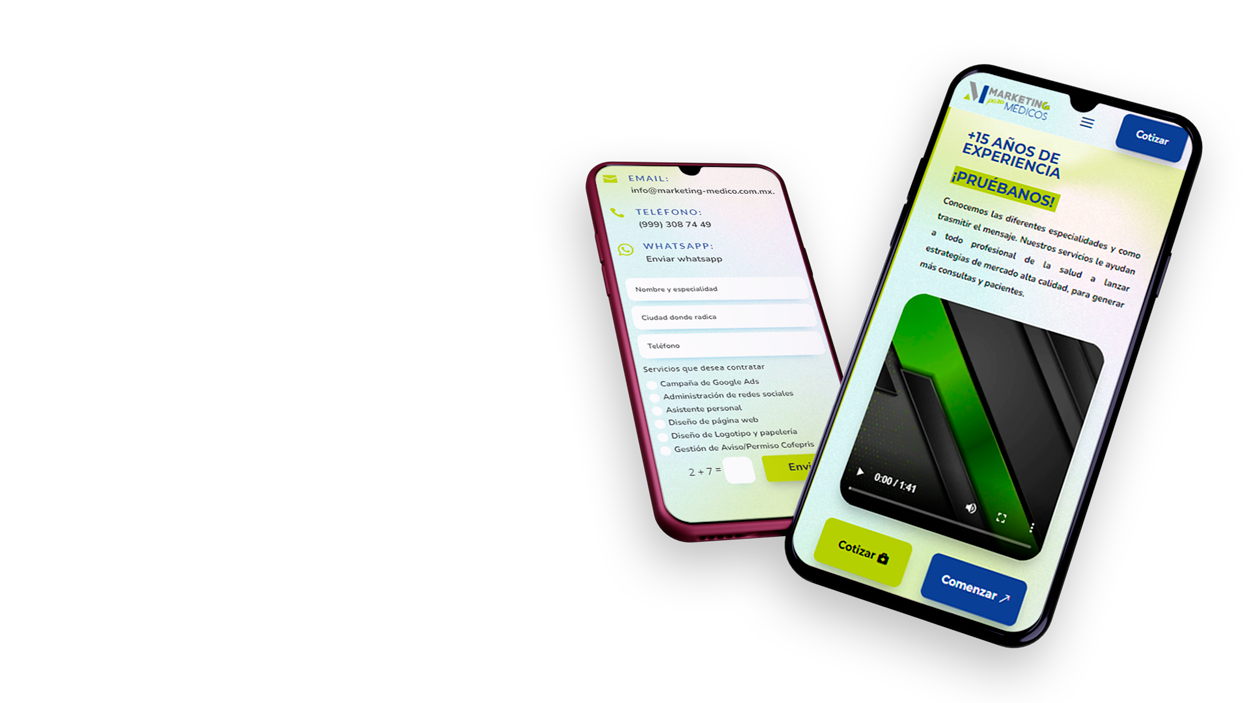 EMAIL:
info@marketing-medico.com.mx.
TELÉFONO:
(999) 308 74 49
WHATSAPP:
Enviar whatsapp
Nombre y especialidad
Ciudad donde radica
Teléfono
Servicios que desea contratar
Campaña de Google Ads
Administración de redes sociales
Asistente personal
Diseño de página web
Diseño de Logotipo y papeleria
Gestión de Aviso/Permiso Cofepris
2 + 7 =
Envi
MARKETING
para
MÉDICOS
Cotizar
+15 AÑOS DE
EXPERIENCIA
¡PRUÉBANOS!
Conocemos las diferentes especialidades y como
trasmitir el mensaje. Nuestros servicios le ayudan
a todo profesional de la salud a lanzar
estrategias de mercado alta calidad, para generar
más consultas y pacientes.
0:00 / 1:41
Cotizar
Comenzar